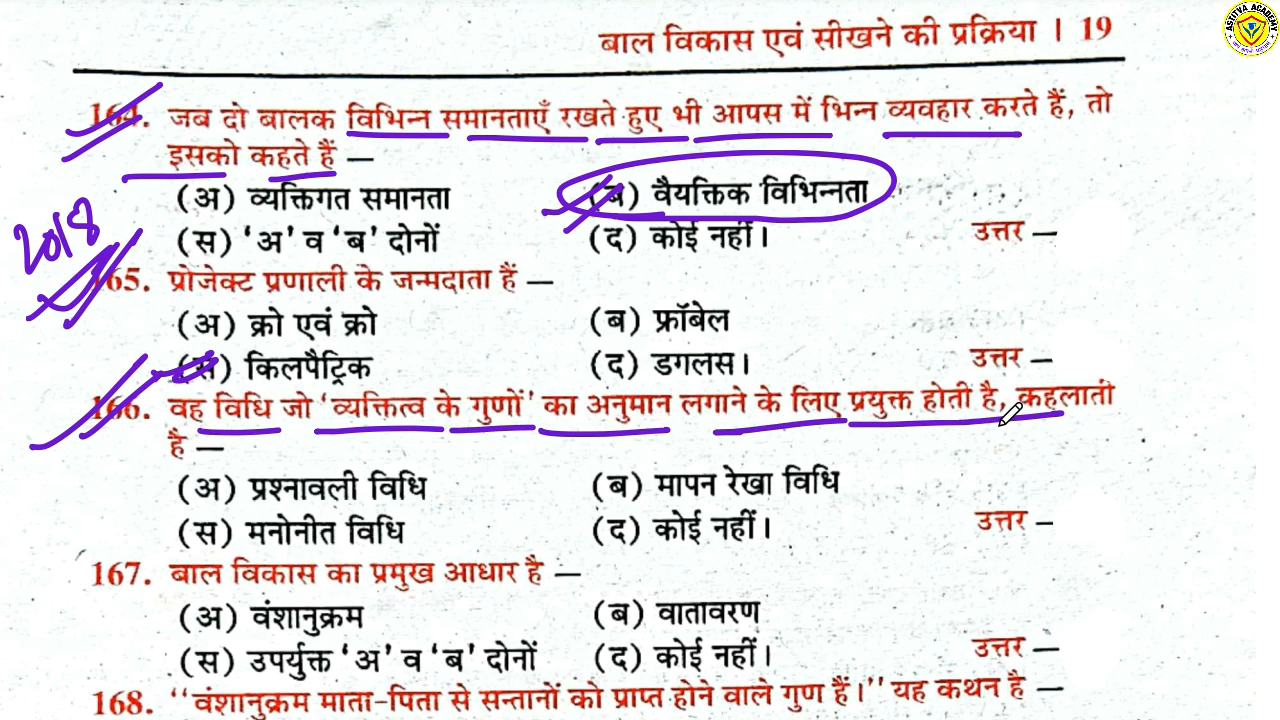 ASTITVA ACADEMY
बाल विकास एवं सीखने की प्रक्रिया । 19
164. जब दो बालक विभिन्न समानताएँ रखते हुए भी आपस में भिन्न व्यवहार करते हैं, तो
इसको कहते हैं —
(अ) व्यक्तिगत समानता (ब) वैयक्तिक विभिन्नता
(स) ‘अ’ व ‘ब’ दोनों (द) कोई नहीं। उत्तर —
2018
165. प्रोजेक्ट प्रणाली के जन्मदाता हैं —
(अ) क्रो एवं क्रो (ब) फ्रॉबेल
(स) किलपैट्रिक (द) डगलस। उत्तर —
166. वह विधि जो ‘व्यक्तित्व के गुणों’ का अनुमान लगाने के लिए प्रयुक्त होती है, कहलाती
है —
(अ) प्रश्नावली विधि (ब) मापन रेखा विधि
(स) मनोनीत विधि (द) कोई नहीं। उत्तर —
167. बाल विकास का प्रमुख आधार है —
(अ) वंशानुक्रम (ब) वातावरण
(स) उपर्युक्त ‘अ’ व ‘ब’ दोनों (द) कोई नहीं। उत्तर —
168. ‘‘वंशानुक्रम माता-पिता से सन्तानों को प्राप्त होने वाले गुण हैं।’’ यह कथन है —